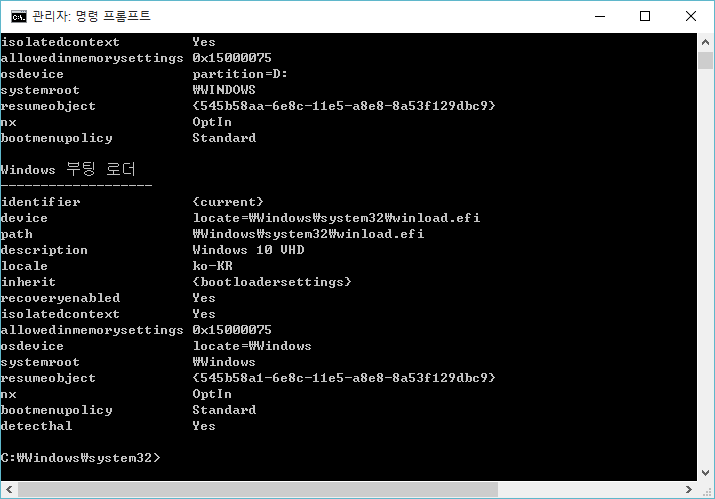 관리자: 명령 프롬프트
isolatedcontext Yes
allowedinmemorysettings 0x15000075
osdevice partition=D:
systemroot ₩WINDOWS
resumeobject {545b58aa-6e8c-11e5-a8e8-8a53f129dbc9}
nx OptIn
bootmenupolicy Standard
Windows 부팅 로더
-------------------
identifier {current}
device locate=₩Windows₩system32₩winload.efi
path ₩Windows₩system32₩winload.efi
description Windows 10 VHD
locale ko-KR
inherit {bootloadersettings}
recoveryenabled Yes
isolatedcontext Yes
allowedinmemorysettings 0x15000075
osdevice locate=₩Windows
systemroot ₩Windows
resumeobject {545b58a1-6e8c-11e5-a8e8-8a53f129dbc9}
nx OptIn
bootmenupolicy Standard
detecthal Yes
C:₩Windows₩system32>